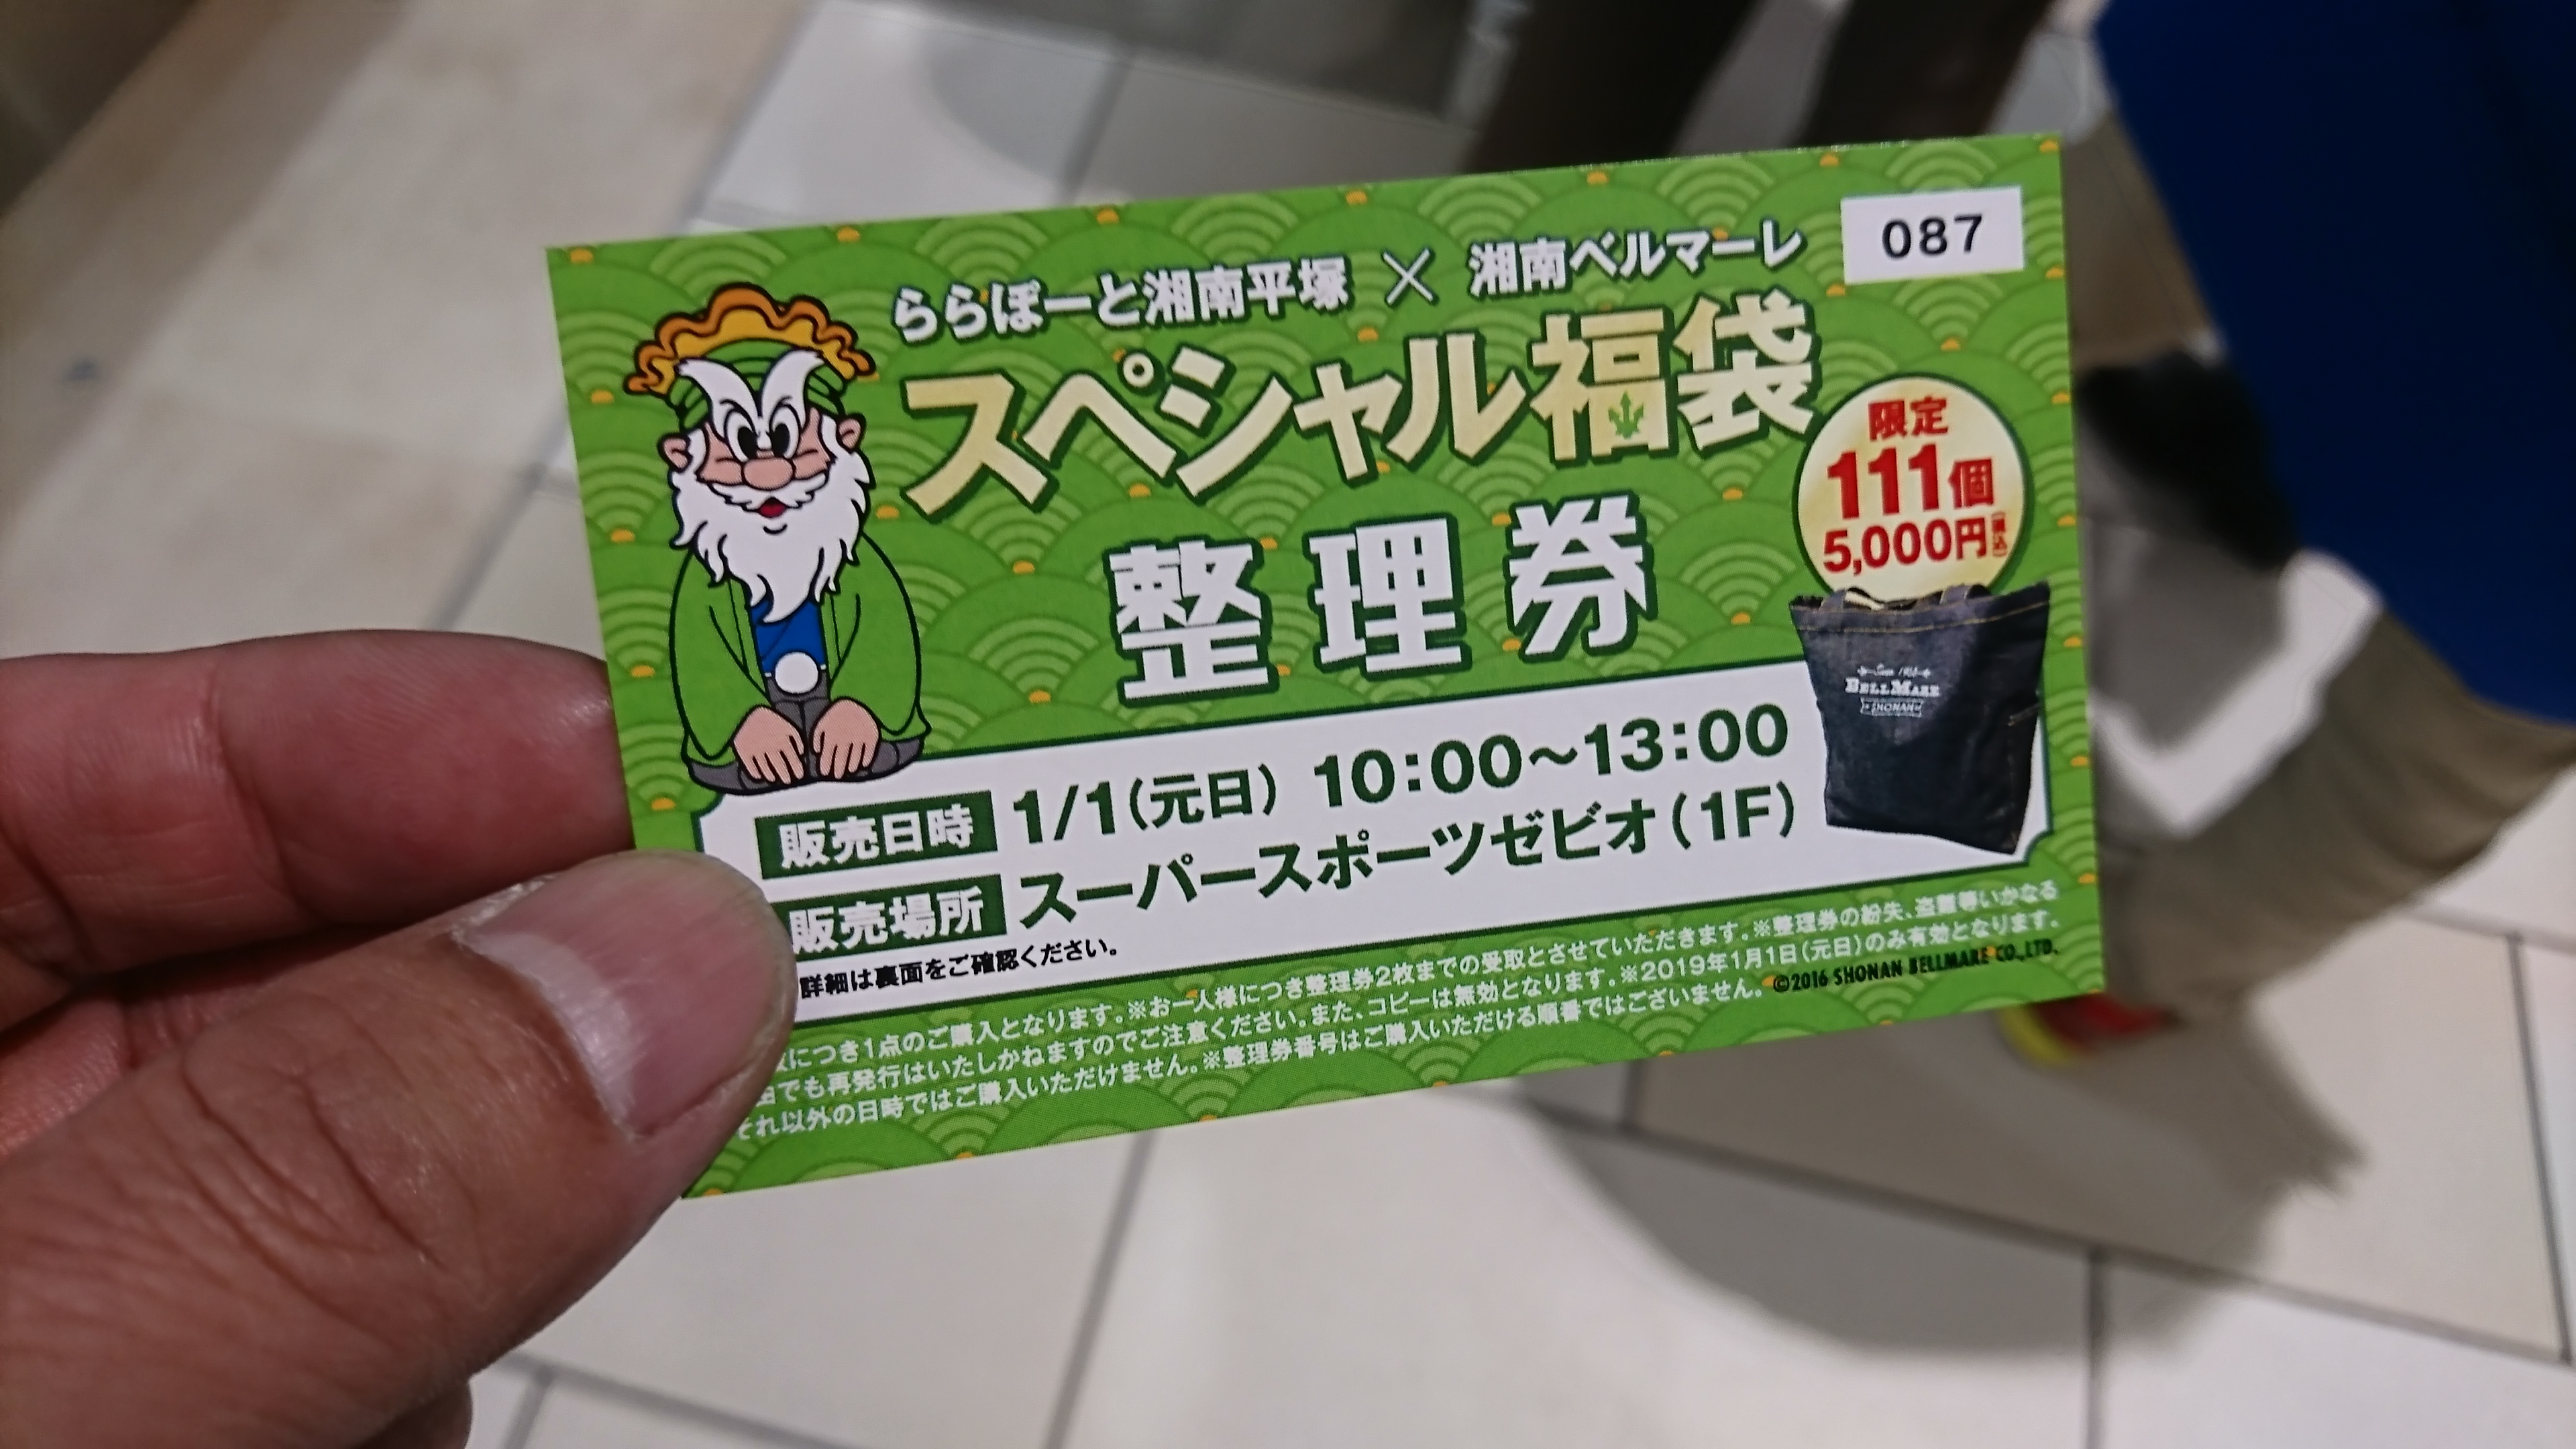 087
ららぽーと湘南平塚 × 湘南ベルマーレ
スペシャル福袋
整理券
限定
111個
5,000円(税込)
BELLMARE
SHONAN
販売日時 1/1(元日) 10:00~13:00
販売場所 スーパースポーツゼビオ(1F)
詳細は裏面をご確認ください。
につき1点のご購入となります。※お一人様につき整理券2枚までの受取とさせていただきます。※整理券の紛失、盗難等いかなる
でも再発行はいたしかねますのでご注意ください。また、コピーは無効となります。※2019年1月1日(元日)のみ有効となります。
それ以外の日時ではご購入いただけません。※整理券番号はご購入いただける順番ではございません。
©2016 SHONAN BELLMARE CO.,LTD.